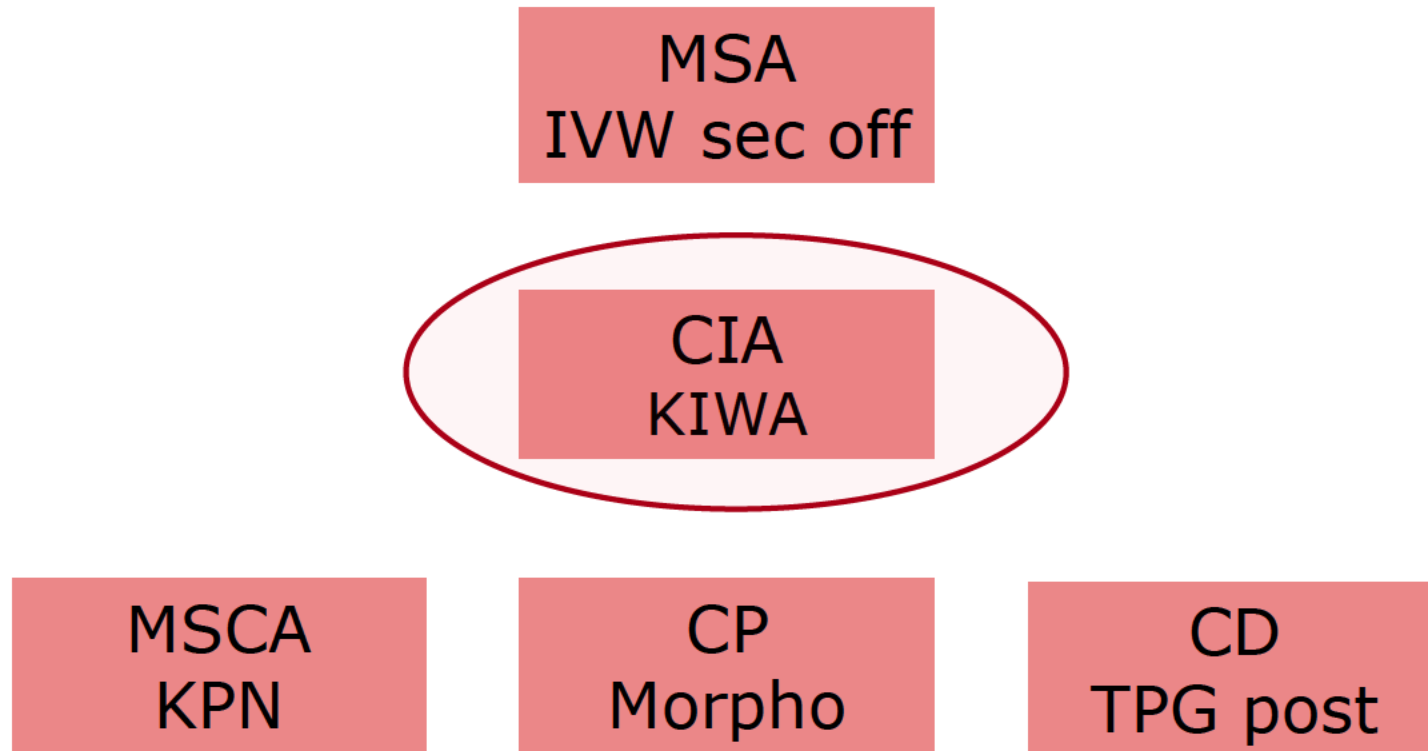 MSA
IVW sec off
CIA
KIWA
MSCA
KPN
CP
Morpho
CD
TPG post